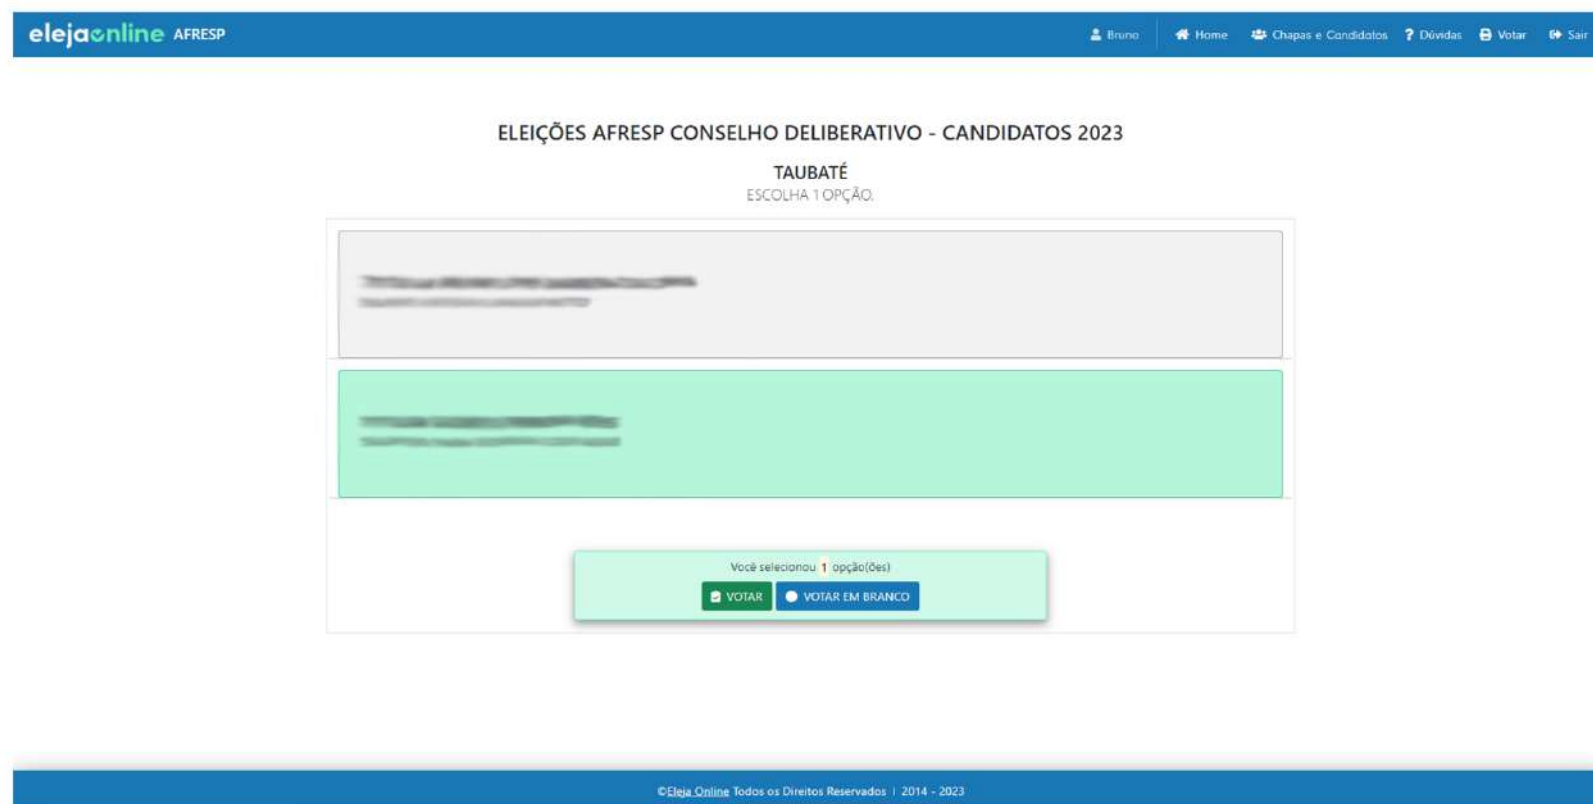 elejaonline AFRESP
Bruno Home Chapas e Candidatos ? Dúvidas Votar Sair
ELEIÇÕES AFRESP CONSELHO DELIBERATIVO - CANDIDATOS 2023
TAUBATÉ
ESCOLHA 1 OPÇÃO.
Você selecionou 1 opção(ões)
VOTAR VOTAR EM BRANCO
©Eleja Online Todos os Direitos Reservados | 2014 - 2023